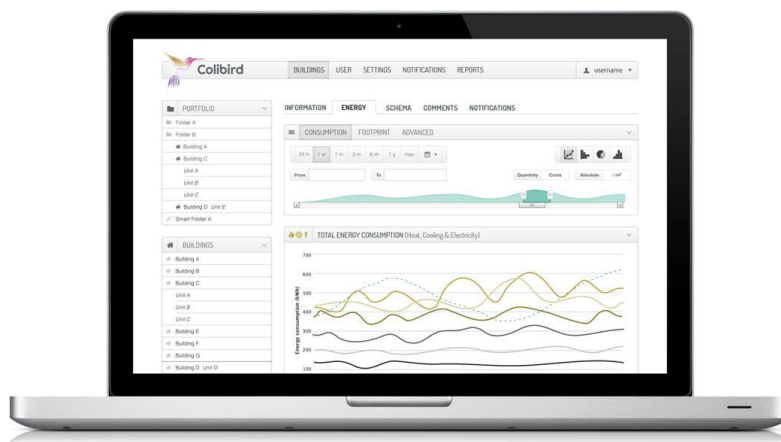 Colibird
BUILDINGS USER SETTINGS NOTIFICATIONS REPORTS
username
PORTFOLIO
Folder A
Folder B
Building A
Building C
Unit A
Unit B
Unit C
Building D Unit E
Smart Folder A
BUILDINGS
Building A
Building B
Building C
Unit A
Unit B
Unit C
Building E
Building F
Building G
Building D Unit D
INFORMATION ENERGY SCHEMA COMMENTS NOTIFICATIONS
CONSUMPTION FOOTPRINT ADVANCED
24 h 1 w 1 m 3 m 6 m 1 y max
From To Quantity Costs Absolute / m²
TOTAL ENERGY CONSUMPTION (Heat, Cooling & Electricity)
Energy consumption (kWh)
700
600
500
400
300
200
100